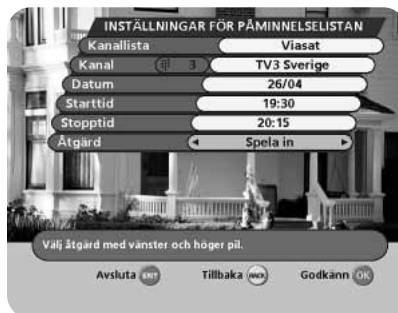 INSTÄLLNINGAR FÖR PÅMINNELSELISTAN
Kanallista Viasat
Kanal 3 TV3 Sverige
Datum 26/04
Starttid 19:30
Stopptid 20:15
Åtgärd Spela in
Välj åtgärd med vänster och höger pil.
Avsluta EXIT Tillbaka BACK Godkänn OK